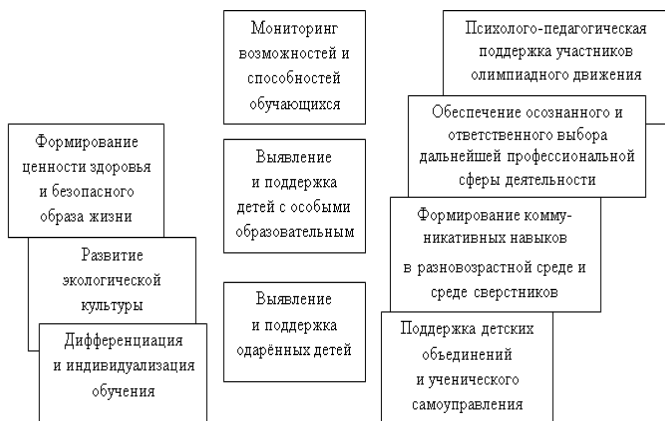 Формирование
ценности здоровья
и безопасного
образа жизни
Развитие
экологической
культуры
Дифференциация
и индивидуализация
обучения
Мониторинг
возможностей и
способностей
обучающихся
Выявление
и поддержка
детей с особыми
образовательным
Выявление
и поддержка
одарённых детей
Психолого-педагогическая
поддержка участников
олимпиадного движения
Обеспечение осознанного и
ответственного выбора
дальнейшей профессиональной
сферы деятельности
Формирование комму-
никативных навыков
в разновозрастной среде и
среде сверстников
Поддержка детских
объединений
и ученического
самоуправления